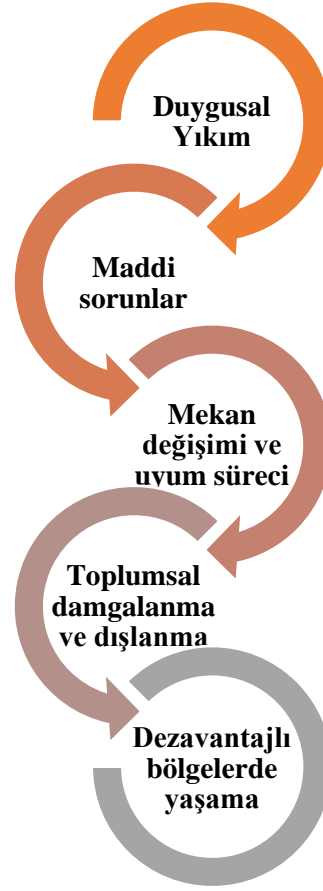 Duygusal
Yıkım
Maddi
sorunlar
Mekan
değişimi ve
uyum süreci
Toplumsal
damgalanma
ve dışlanma
Dezavantajlı
bölgelerde
yaşama